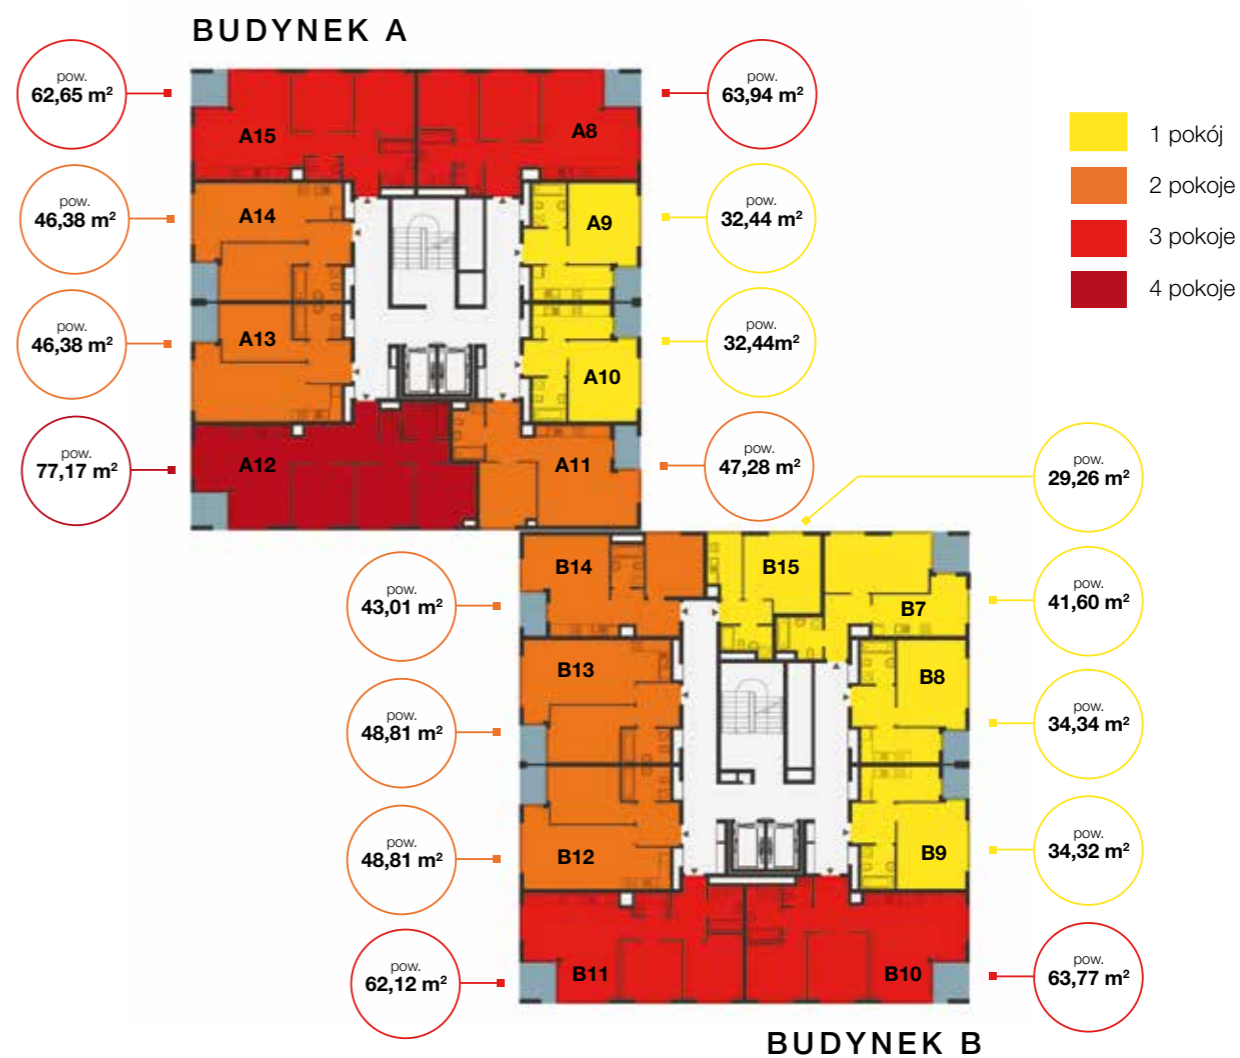 BUDYNEK A
pow.
62,65 m²
pow.
46,38 m²
pow.
46,38 m²
pow.
77,17 m²
A15
A8
A14
A9
A13
A10
A12
A11
pow.
63,94 m²
pow.
32,44 m²
pow.
32,44m²
pow.
47,28 m²
1 pokój
2 pokoje
3 pokoje
4 pokoje
pow.
29,26 m²
pow.
43,01 m²
pow.
48,81 m²
pow.
48,81 m²
pow.
62,12 m²
B14
B15
B7
B13
B8
B12
B9
B11
B10
pow.
41,60 m²
pow.
34,34 m²
pow.
34,32 m²
pow.
63,77 m²
BUDYNEK B